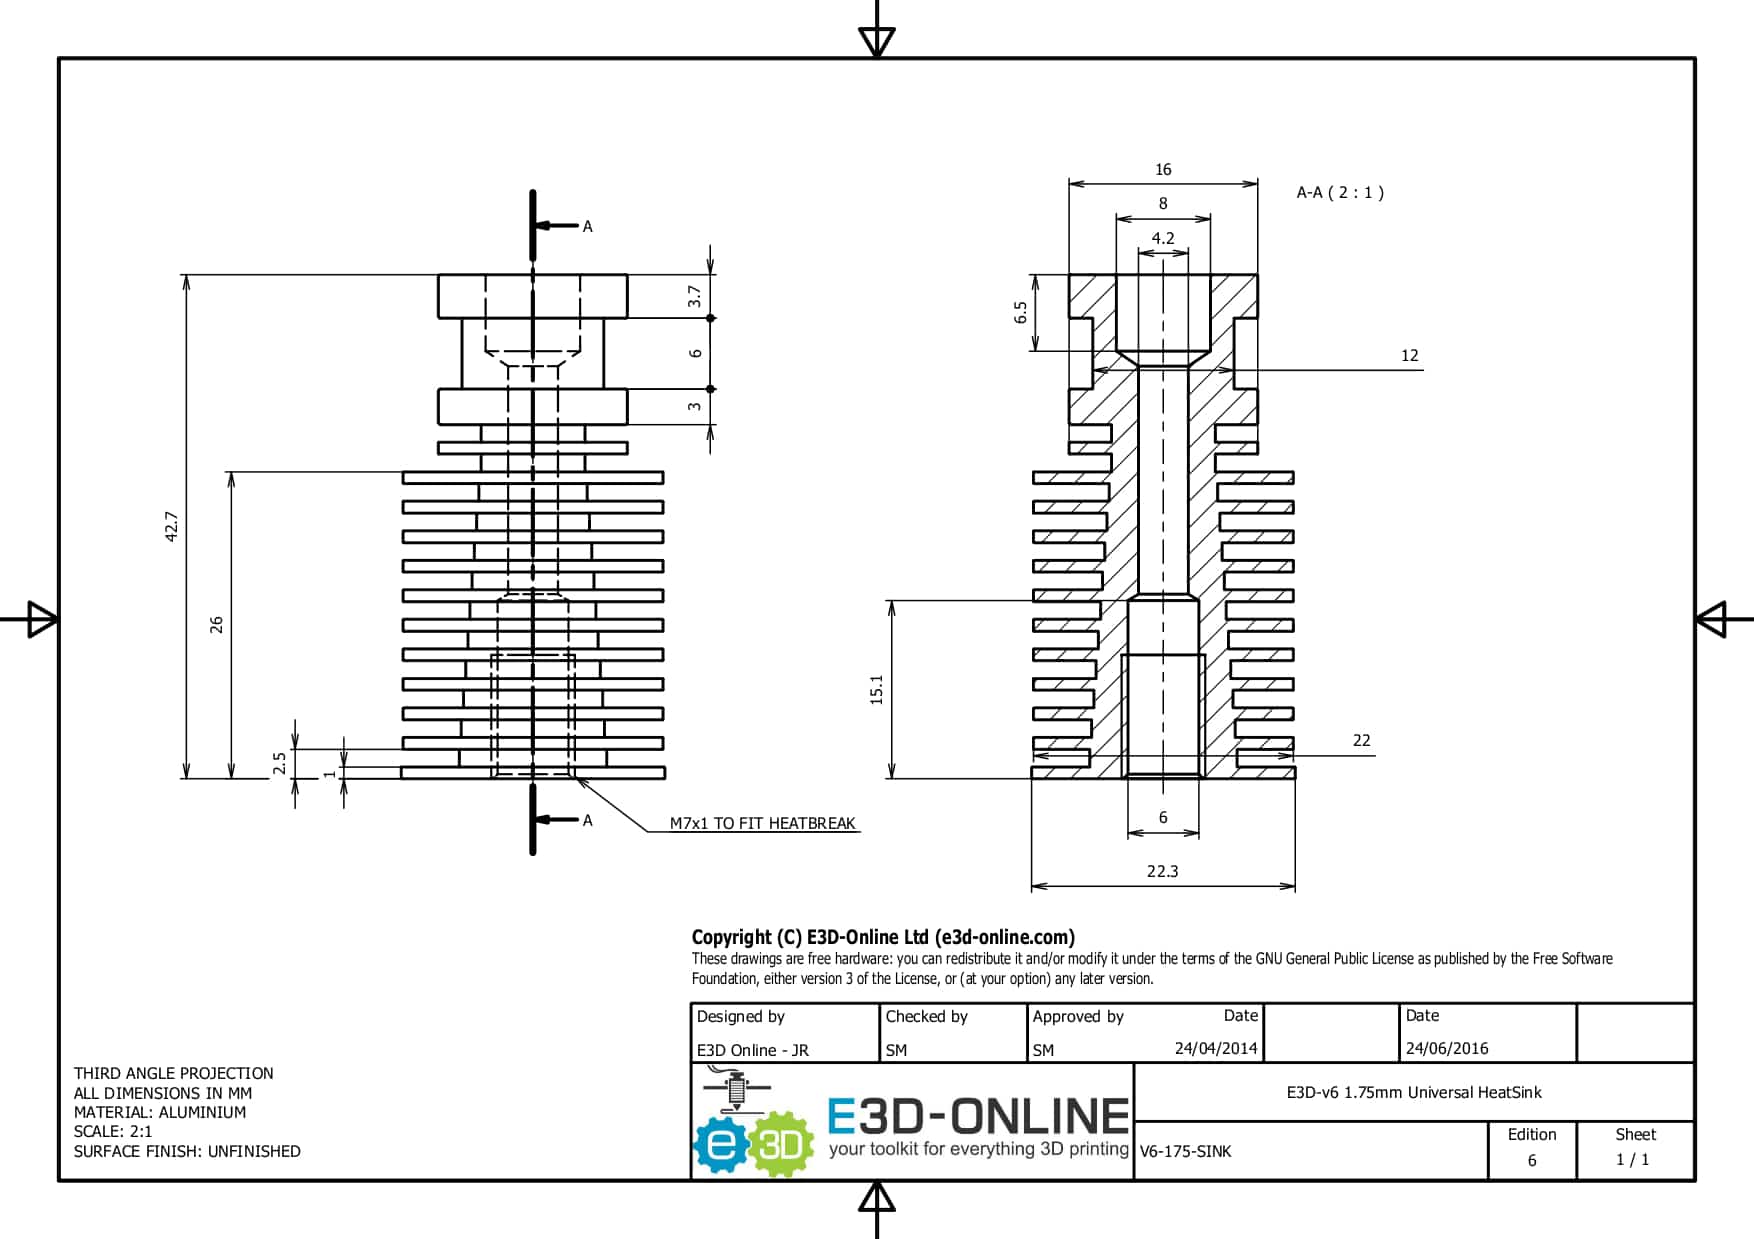 16
A-A ( 2 : 1 )
8
A
4.2
3.7
6.5
6
12
3
42.7
26
15.1
22
2.5
1
A
M7x1 TO FIT HEATBREAK
6
22.3
Copyright (C) E3D-Online Ltd (e3d-online.com)
These drawings are free hardware: you can redistribute it and/or modify it under the terms of the GNU General Public License as published by the Free Software
Foundation, either version 3 of the License, or (at your option) any later version.
Designed by
E3D Online - JR
Checked by
SM
Approved by
SM
Date
24/04/2014
Date
24/06/2016
THIRD ANGLE PROJECTION
ALL DIMENSIONS IN MM
MATERIAL: ALUMINIUM
SCALE: 2:1
SURFACE FINISH: UNFINISHED
e 3D
E3D-ONLINE
your toolkit for everything 3D printing
E3D-v6 1.75mm Universal HeatSink
V6-175-SINK
Edition
6
Sheet
1 / 1